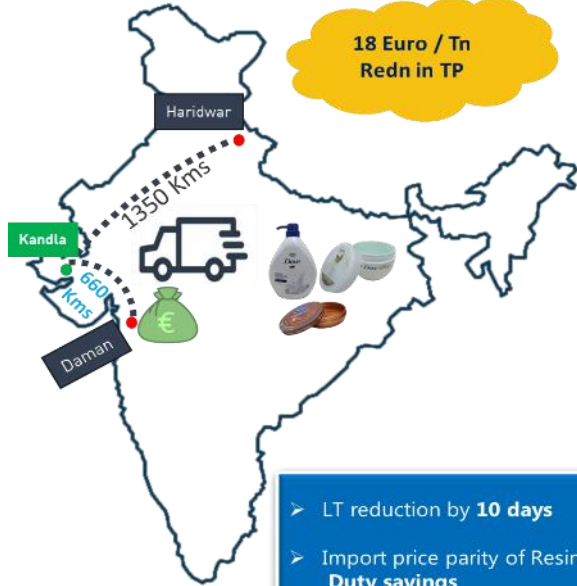 18 Euro / Tn
Redn in TP
Haridwar
1350 Kms
Kandla
660
Kms
€
Dove
Daman
➢ LT reduction by 10 days
➢ Import price parity of Resin
Duty savings